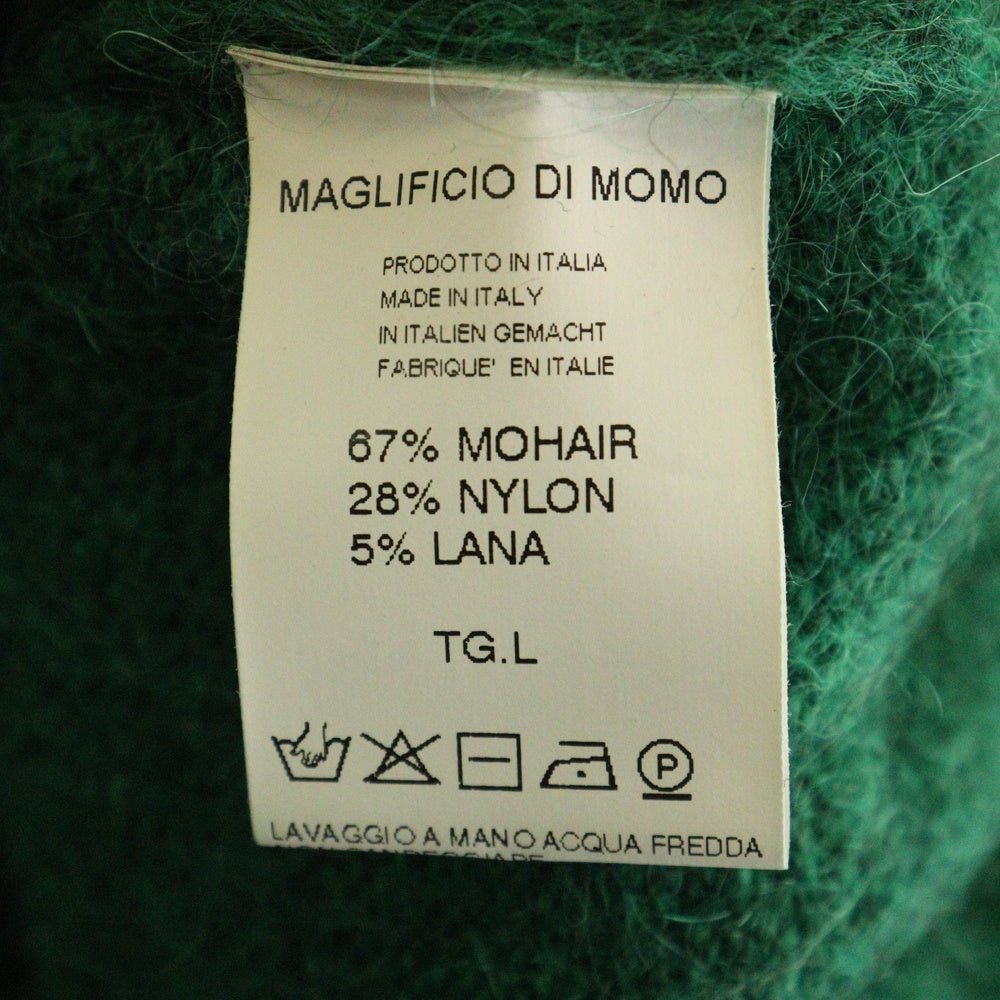 MAGLIFICIO DI MOMO
PRODOTTO IN ITALIA
MADE IN ITALY
IN ITALIEN GEMACHT
FABRIQUE' EN ITALIE
67% MOHAIR
28% NYLON
5% LANA
TG.L
P
LAVAGGIO A MANO ACQUA FREDDA